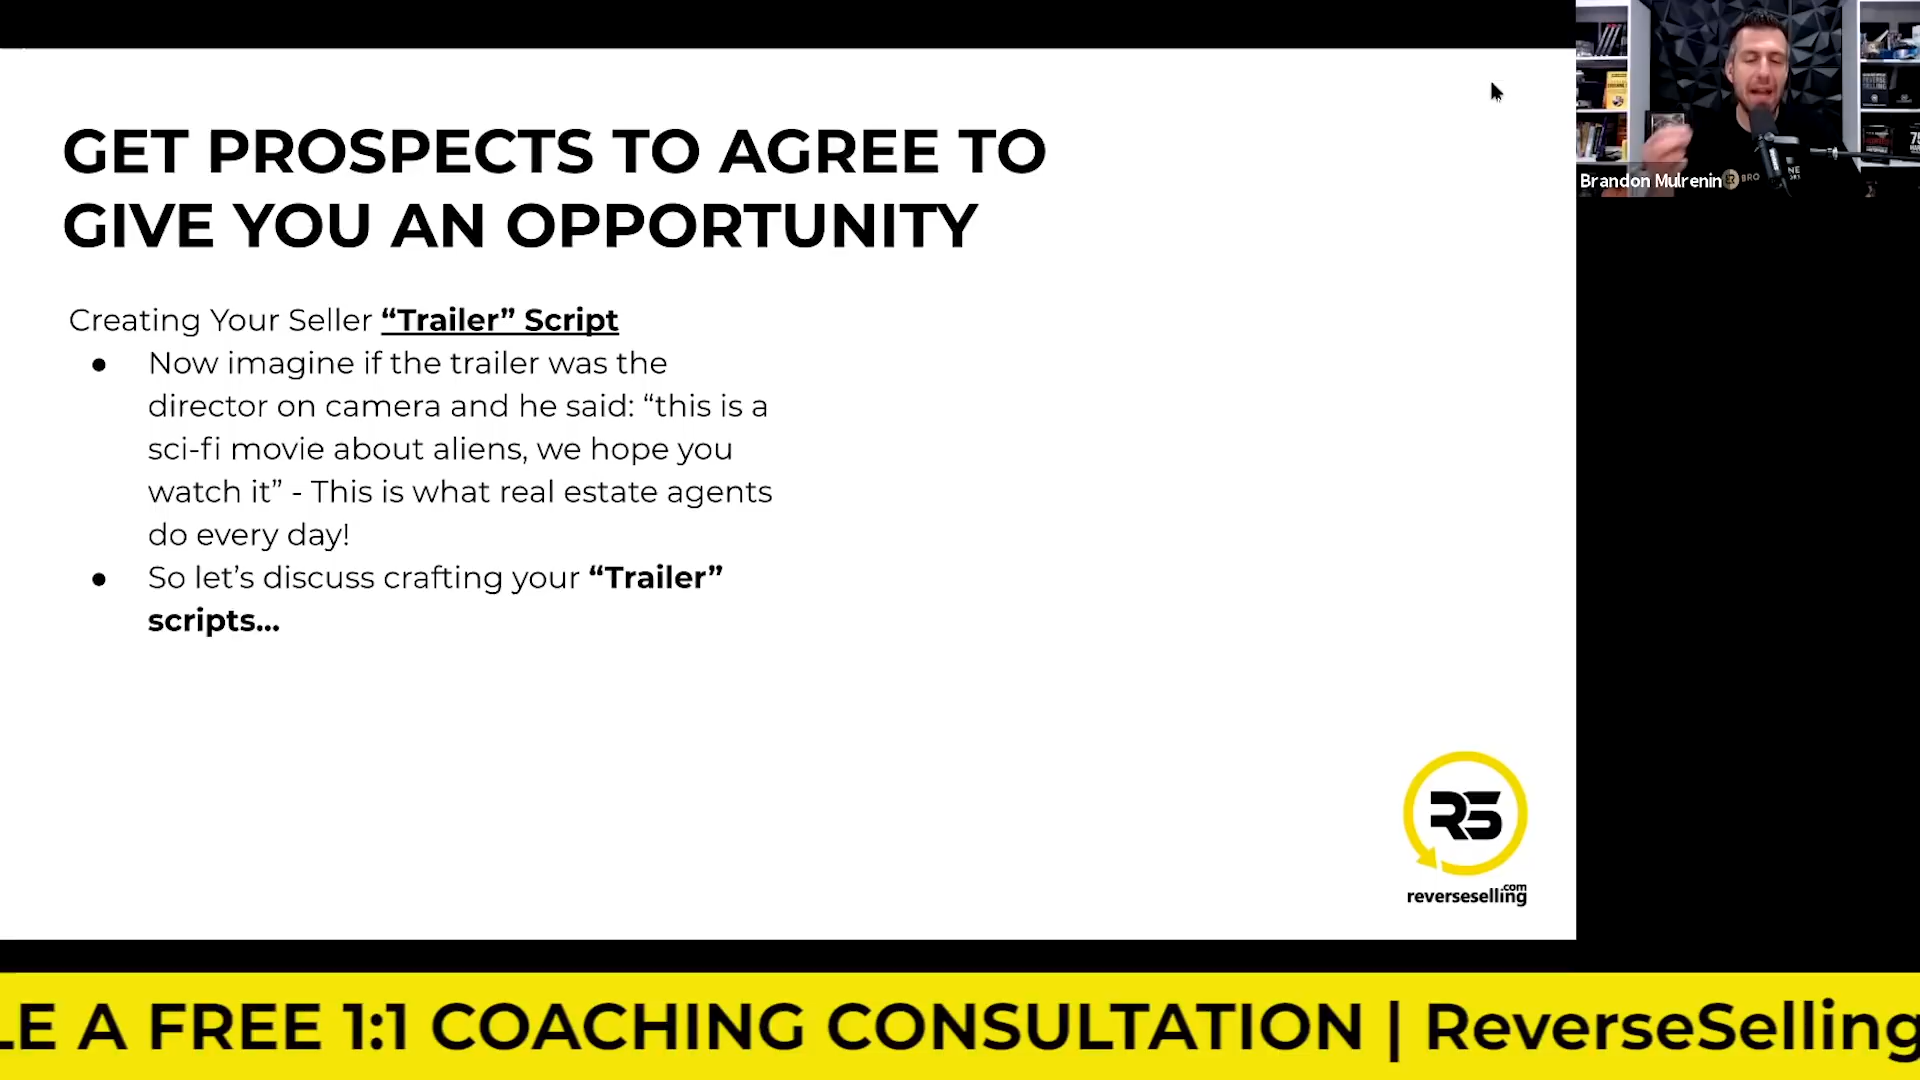 GET PROSPECTS TO AGREE TO
GIVE YOU AN OPPORTUNITY
Creating Your Seller “Trailer” Script
● Now imagine if the trailer was the
director on camera and he said: “this is a
sci-fi movie about aliens, we hope you
watch it” - This is what real estate agents
do every day!
● So let’s discuss crafting your “Trailer”
scripts...
Brandon Mulrenin
BRO
RS
.com
reverseselling
LE A FREE 1:1 COACHING CONSULTATION | ReverseSelling